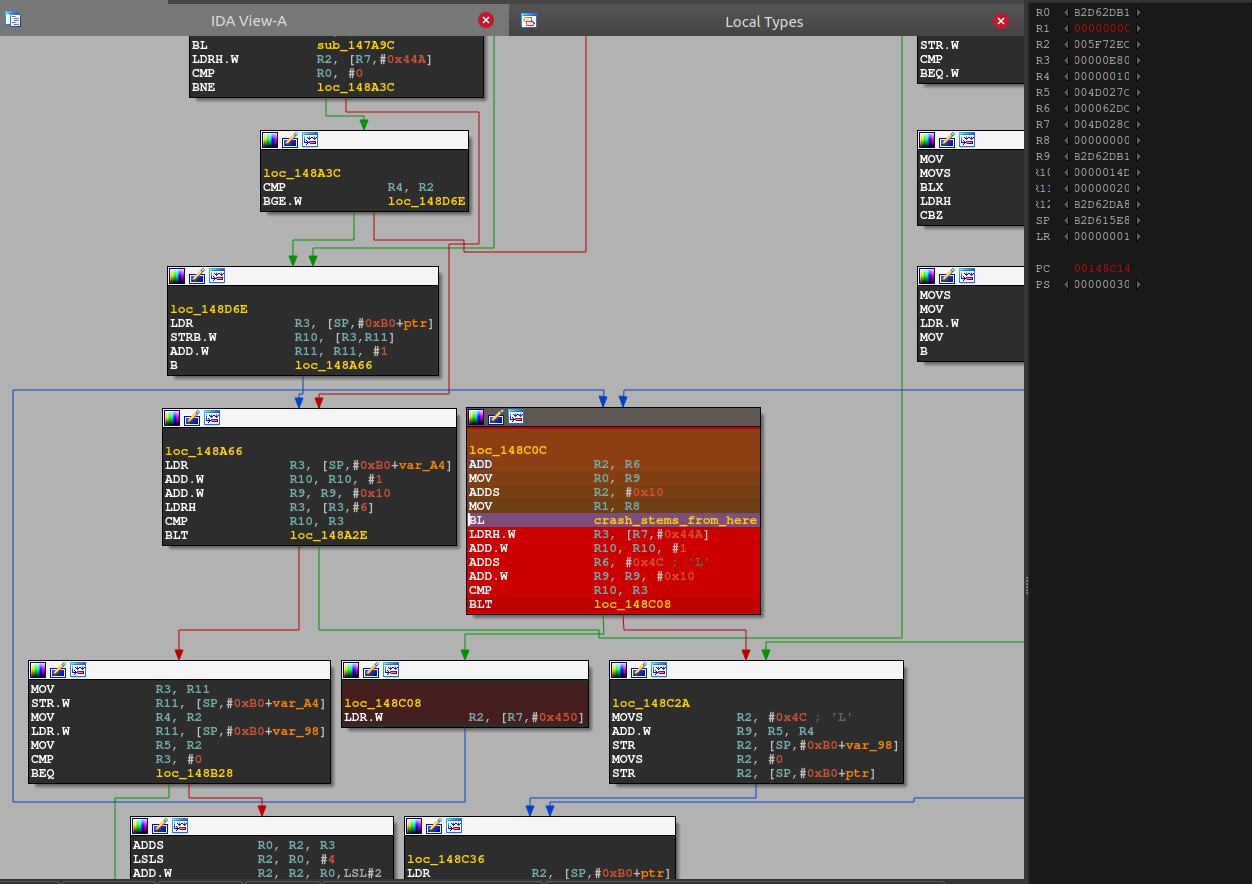 IDA View-A
Local Types
BL sub_147A9C
LDRH.W R2, [R7,#0x44A]
CMP R0, #0
BNE loc_148A3C
loc_148A3C
CMP R4, R2
BGE.W loc_148D6E
loc_148D6E
LDR R3, [SP,#0xB0+ptr]
STRB.W R10, [R3,R11]
ADD.W R11, R11, #1
B loc_148A66
loc_148A66
LDR R3, [SP,#0xB0+var_A4]
ADD.W R10, R10, #1
ADD.W R9, R9, #0x10
LDRH R3, [R3,#6]
CMP R10, R3
BLT loc_148A2E
loc_148C0C
ADD R2, R6
MOV R0, R9
ADDS R2, #0x10
MOV R1, R8
BL crash_stems_from_here
LDRH.W R3, [R7,#0x44A]
ADD.W R10, R10, #1
ADDS R6, #0x4C ; 'L'
ADD.W R9, R9, #0x10
CMP R10, R3
BLT loc_148C08
MOV R3, R11
STR.W R11, [SP,#0xB0+var_A4]
MOV R4, R2
LDR.W R11, [SP,#0xB0+var_98]
MOV R5, R2
CMP R3, #0
BEQ loc_148B28
loc_148C08
LDR.W R2, [R7,#0x450]
loc_148C2A
MOVS R2, #0x4C ; 'L'
ADD.W R9, R5, R4
STR R2, [SP,#0xB0+var_98]
MOVS R2, #0
STR R2, [SP,#0xB0+ptr]
ADDS R0, R2, R3
LSLS R2, R0, #4
ADD.W R2, R2, R0,LSL#2
loc_148C36
LDR R2, [SP,#0xB0+ptr]
STR.W
CMP
BEQ.W
MOV
MOVS
BLX
LDRH
CBZ
MOVS
MOV
LDR.W
MOV
B
R0 B2D62DB1
R1 00000000
R2 005F72EC
R3 00000E80
R4 00000010
R5 004D027C
R6 000062DC
R7 004D028C
R8 00000000
R9 B2D62DB1
R10 0000014D
R11 00000020
R12 B2D62DA8
SP B2D615E8
LR 00000001
PC 00148C14
PS 00000030